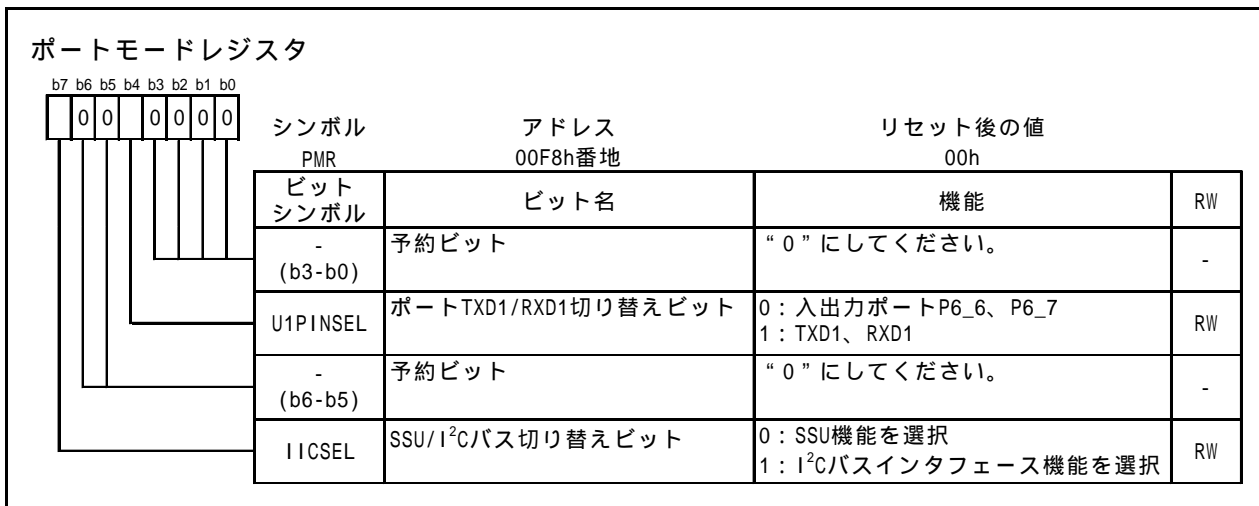 ポートモードレジスタ
b7 b6 b5 b4 b3 b2 b1 b0
0 0 0 0 0 0
シンボル アドレス リセット後の値
PMR 00F8h番地 00h
ビット
シンボル ビット名 機能 RW
-
(b3-b0) 予約ビット “0”にしてください。 -
U1PINSEL ポートTXD1/RXD1切り替えビット 0:入出力ポートP6_6、P6_7
1:TXD1、RXD1 RW
-
(b6-b5) 予約ビット “0”にしてください。 -
IICSEL SSU/I²Cバス切り替えビット 0:SSU機能を選択
1:I²Cバスインタフェース機能を選択 RW